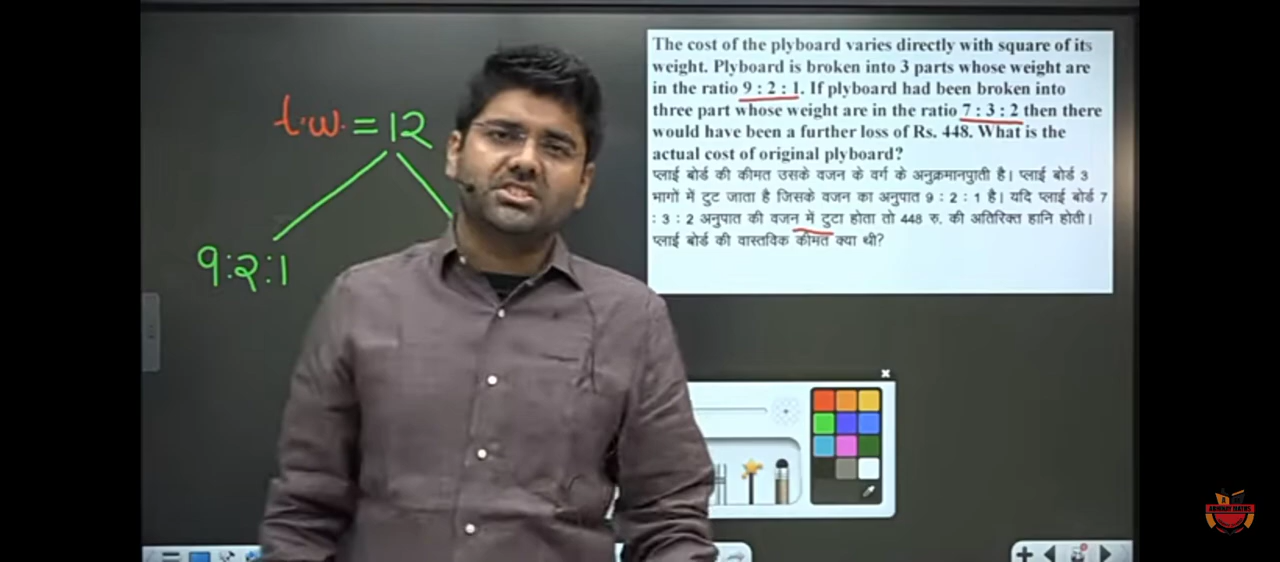 The cost of the plyboard varies directly with square of its
weight. Plyboard is broken into 3 parts whose weight are
in the ratio 9 : 2 : 1. If plyboard had been broken into
three part whose weight are in the ratio 7 : 3 : 2 then there
would have been a further loss of Rs. 448. What is the
actual cost of original plyboard?
प्लाई बोर्ड की कीमत उसके वजन के वर्ग के अनुक्रमानपुाती है। प्लाई बोर्ड 3
भागों में टुट जाता है जिसके वजन का अनुपात 9 : 2 : 1 है। यदि प्लाई बोर्ड 7
: 3 : 2 अनुपात की वजन में टुटा होता तो 448 रु. की अतिरिक्त हानि होती।
प्लाई बोर्ड की वास्तविक कीमत क्या थी?
t.w. = 12
9:2:1
ABHINAY MATHS